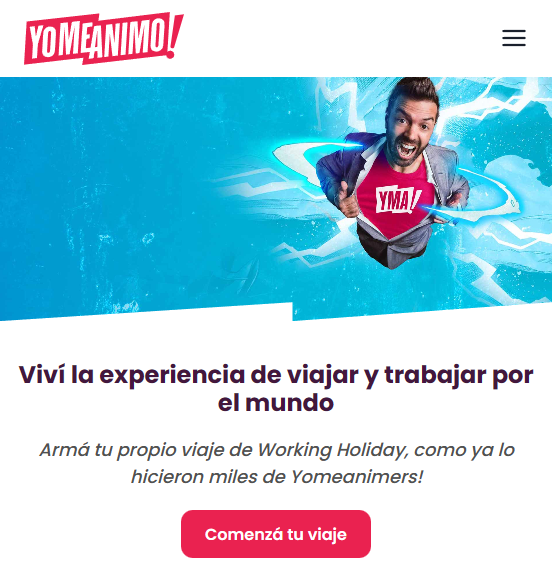 YOMEANIMO!
YMA!
Viví la experiencia de viajar y trabajar por
el mundo
Armá tu propio viaje de Working Holiday, como ya lo
hicieron miles de Yomeanimers!
Comenzá tu viaje